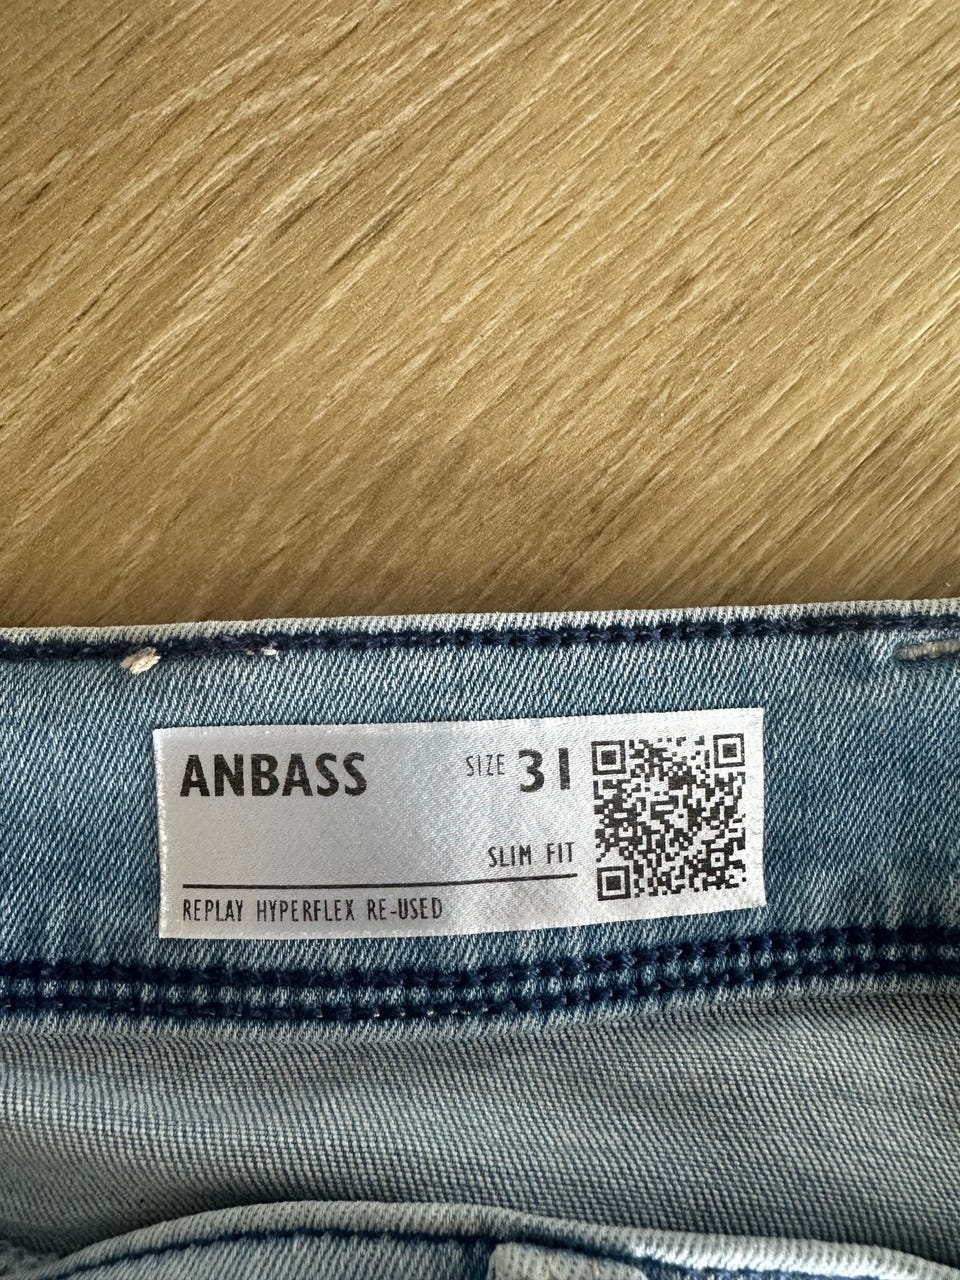 ANBASS
SIZE 31
SLIM FIT
REPLAY HYPERFLEX RE-USED